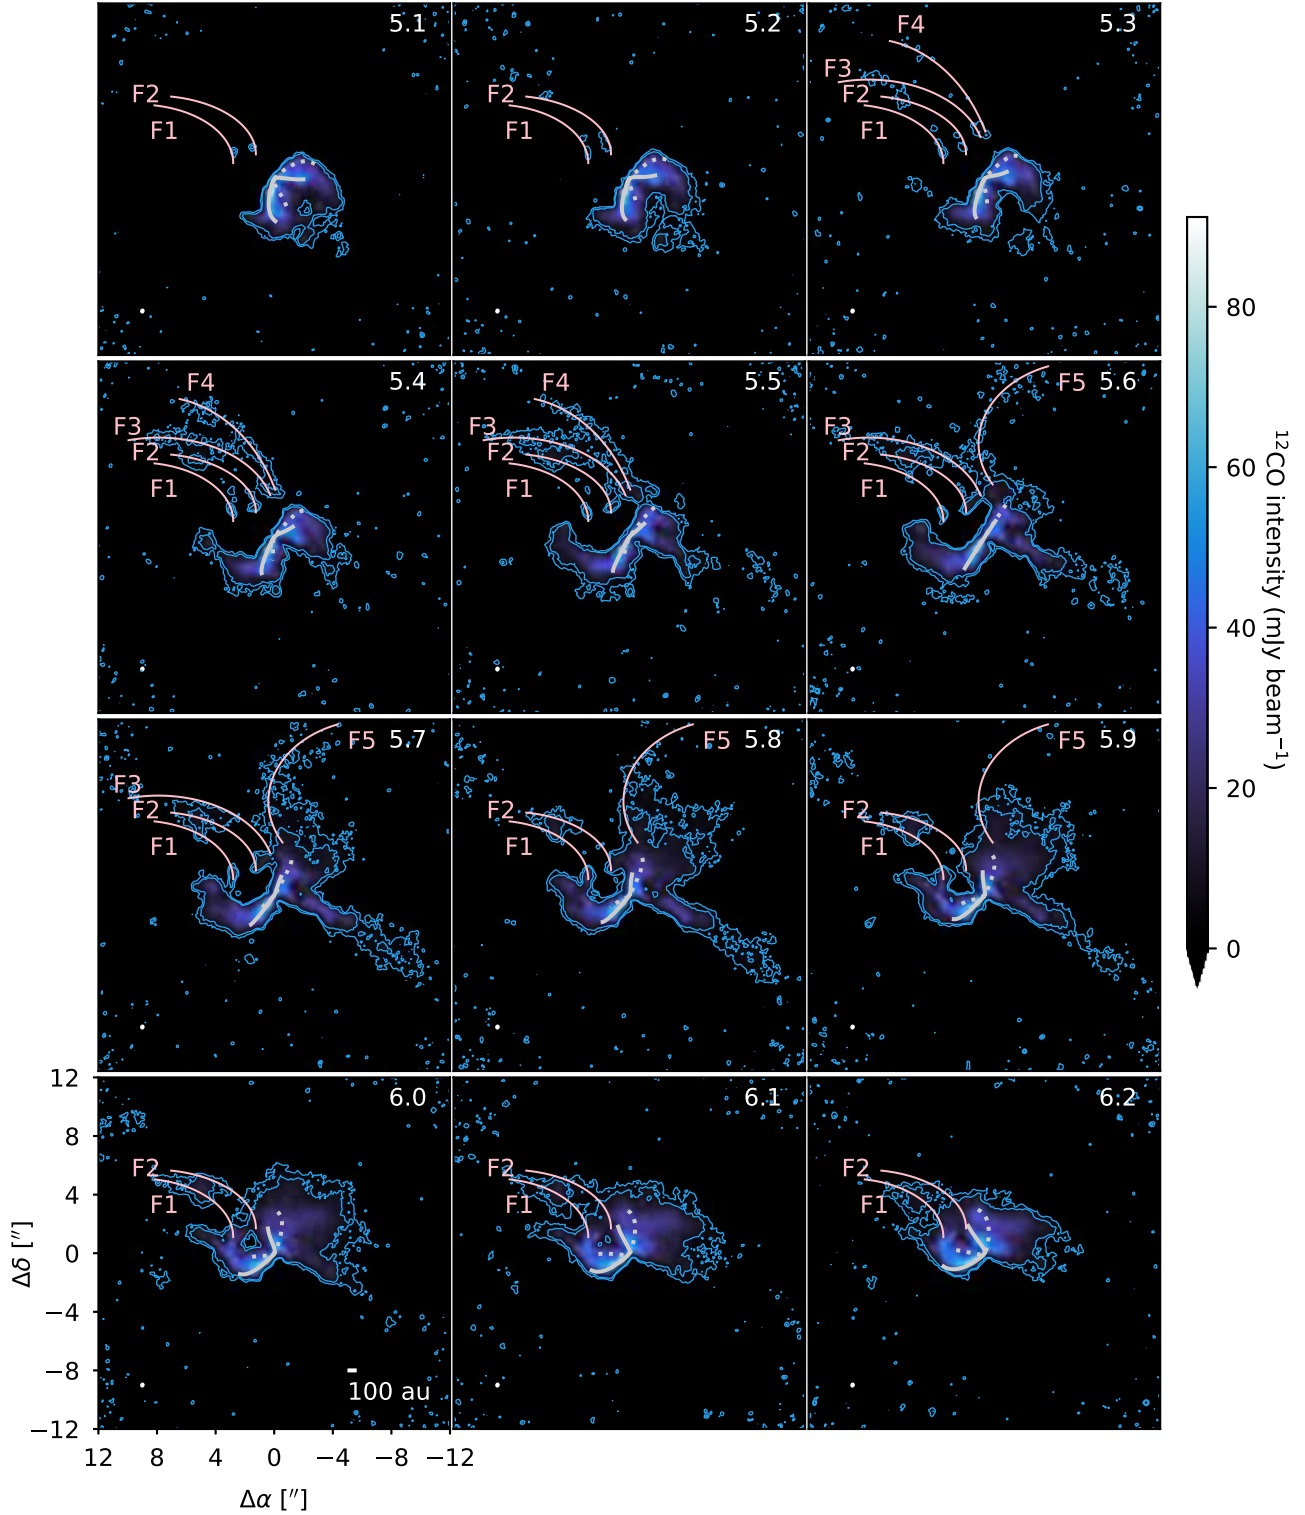 5.1
F2
F1
5.2
F2
F1
F4
5.3
F3
F2
F1
F4
5.4
F3
F2
F1
F4
5.5
F3
F2
F1
F5 5.6
F3
F2
F1
F5 5.7
F3
F2
F1
F5 5.8
F2
F1
F5 5.9
F2
F1
6.0
F2
F1
100 au
6.1
F2
F1
6.2
F2
F1
12
8
4
0
−4
−8
−12
Δδ [″]
12 8 4 0 −4 −8 −12
Δα [″]
80
60
40
20
0
¹²CO intensity (mJy beam⁻¹)